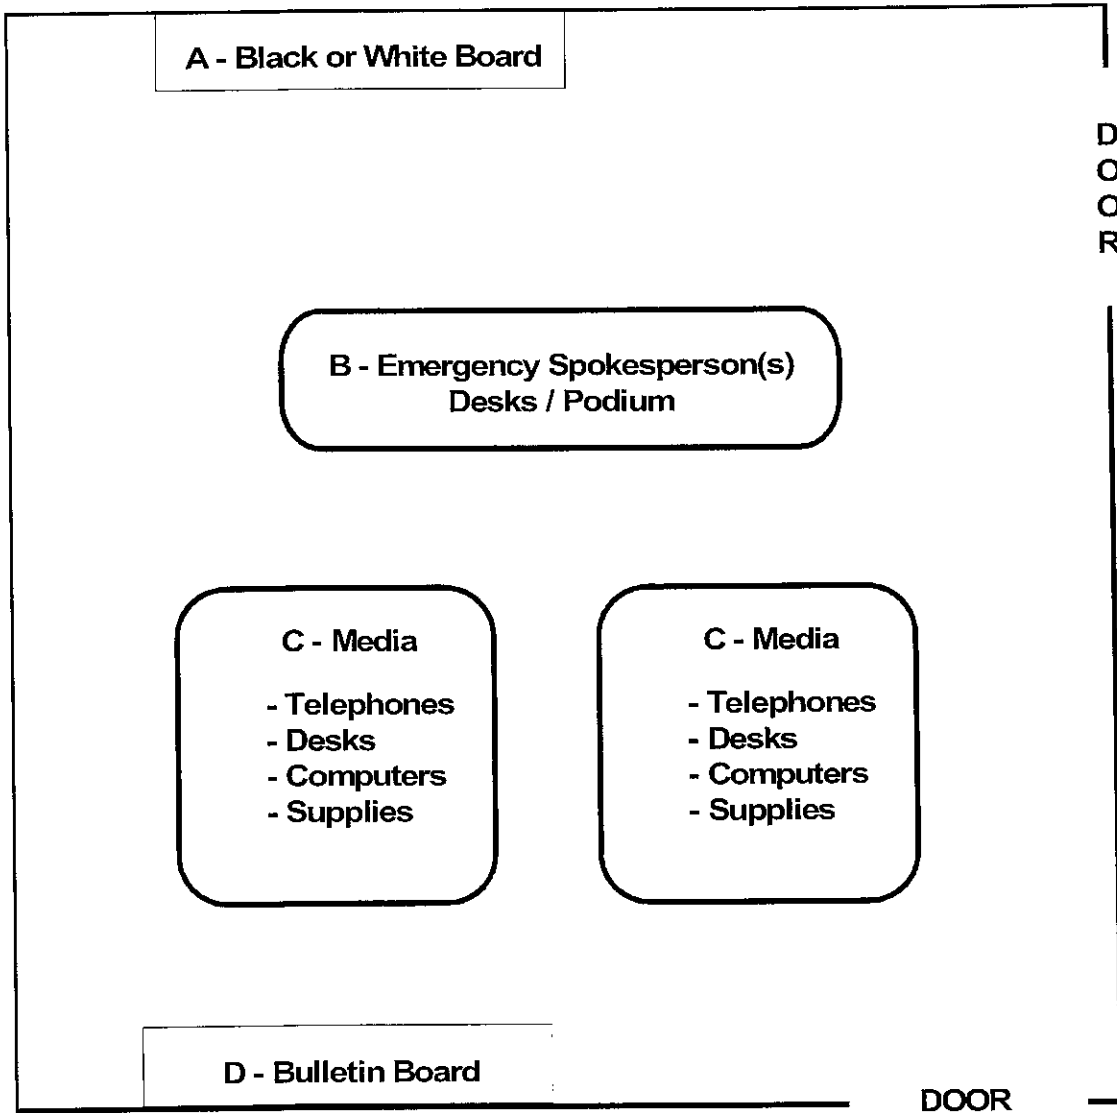 A - Black or White Board
D
O
O
R
B - Emergency Spokesperson(s)
Desks / Podium
C - Media
- Telephones
- Desks
- Computers
- Supplies
C - Media
- Telephones
- Desks
- Computers
- Supplies
D - Bulletin Board
DOOR